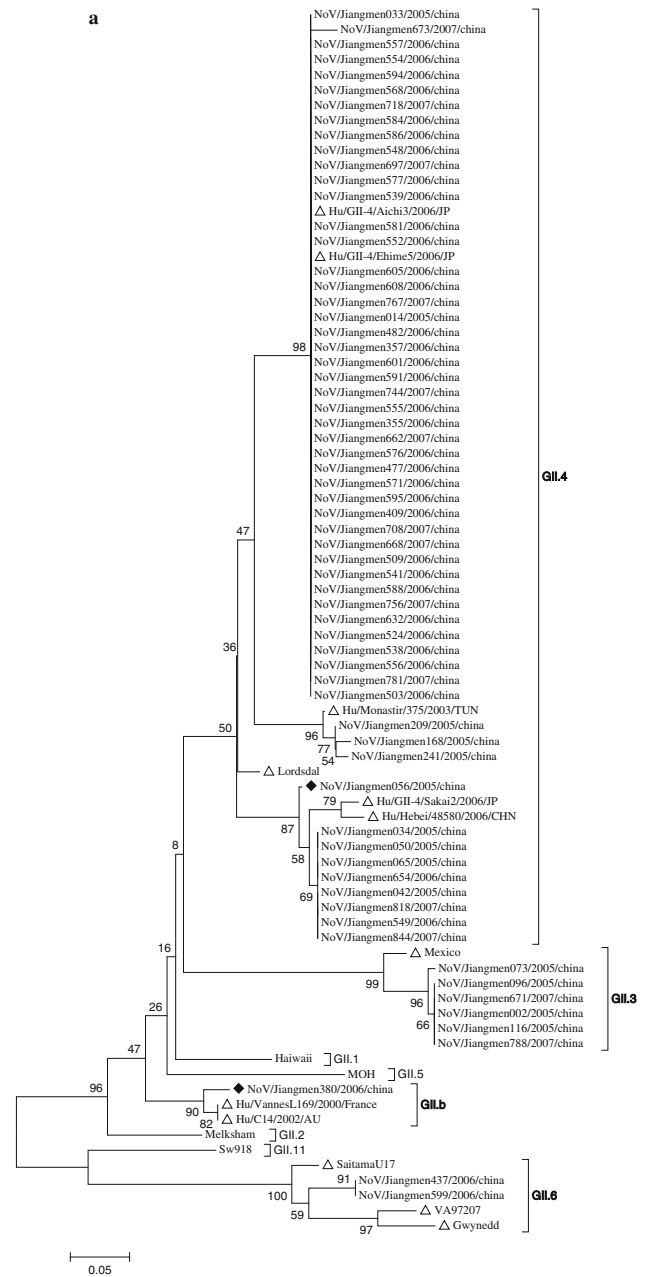 a
NoV/Jiangmen033/2005/china
NoV/Jiangmen673/2007/china
NoV/Jiangmen557/2006/china
NoV/Jiangmen554/2006/china
NoV/Jiangmen594/2006/china
NoV/Jiangmen568/2006/china
NoV/Jiangmen718/2007/china
NoV/Jiangmen584/2006/china
NoV/Jiangmen586/2006/china
NoV/Jiangmen548/2006/china
NoV/Jiangmen697/2007/china
NoV/Jiangmen577/2006/china
NoV/Jiangmen539/2006/china
Hu/GII-4/Aichi3/2006/JP
NoV/Jiangmen581/2006/china
NoV/Jiangmen552/2006/china
Hu/GII-4/Ehime5/2006/JP
NoV/Jiangmen605/2006/china
NoV/Jiangmen608/2006/china
NoV/Jiangmen767/2007/china
NoV/Jiangmen014/2005/china
NoV/Jiangmen482/2006/china
98 NoV/Jiangmen357/2006/china
NoV/Jiangmen601/2006/china
NoV/Jiangmen591/2006/china
NoV/Jiangmen744/2007/china
NoV/Jiangmen555/2006/china
NoV/Jiangmen355/2006/china
NoV/Jiangmen662/2007/china
NoV/Jiangmen576/2006/china
NoV/Jiangmen477/2006/china
GII.4
NoV/Jiangmen571/2006/china
NoV/Jiangmen595/2006/china
NoV/Jiangmen409/2006/china
NoV/Jiangmen708/2007/china
47
NoV/Jiangmen668/2007/china
NoV/Jiangmen509/2006/china
NoV/Jiangmen541/2006/china
NoV/Jiangmen588/2006/china
NoV/Jiangmen756/2007/china
NoV/Jiangmen632/2006/china
NoV/Jiangmen524/2006/china
36
NoV/Jiangmen538/2006/china
NoV/Jiangmen556/2006/china
NoV/Jiangmen781/2007/china
NoV/Jiangmen503/2006/china
Hu/Monastir/375/2003/TUN
50
NoV/Jiangmen209/2005/china
96
NoV/Jiangmen168/2005/china
77
NoV/Jiangmen241/2005/china
54
Lordsdal
NoV/Jiangmen056/2005/china
79 Hu/GII-4/Sakai2/2006/JP
Hu/Hebei/48580/2006/CHN
87
NoV/Jiangmen034/2005/china
NoV/Jiangmen050/2005/china
8
58
NoV/Jiangmen065/2005/china
NoV/Jiangmen654/2006/china
NoV/Jiangmen042/2005/china
69
NoV/Jiangmen818/2007/china
NoV/Jiangmen549/2006/china
NoV/Jiangmen844/2007/china
16
Mexico
NoV/Jiangmen073/2005/china
99
NoV/Jiangmen096/2005/china
96 NoV/Jiangmen671/2007/china
GII.3
26
NoV/Jiangmen002/2005/china
66
NoV/Jiangmen116/2005/china
NoV/Jiangmen788/2007/china
47
Haiwaii GII.1
MOH GII.5
96
NoV/Jiangmen380/2006/china
Hu/VannesL169/2000/France
GII.b
90
Hu/C14/2002/AU
82
Melksham GII.2
Sw918 GII.11
SaitamaU17
91 NoV/Jiangmen437/2006/china
NoV/Jiangmen599/2006/china
GII.6
100
VA97207
59
Gwynedd
97
0.05